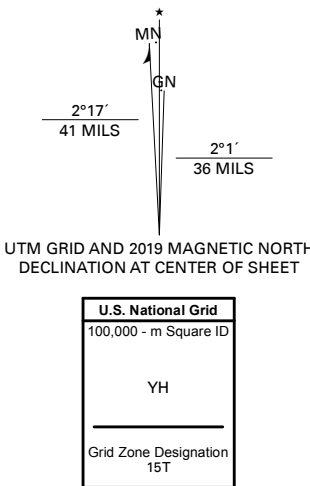 ★
MN
GN
2°17´
41 MILS
2°1´
36 MILS
UTM GRID AND 2019 MAGNETIC NORTH
DECLINATION AT CENTER OF SHEET
U.S. National Grid
100,000 - m Square ID
YH
Grid Zone Designation
15T